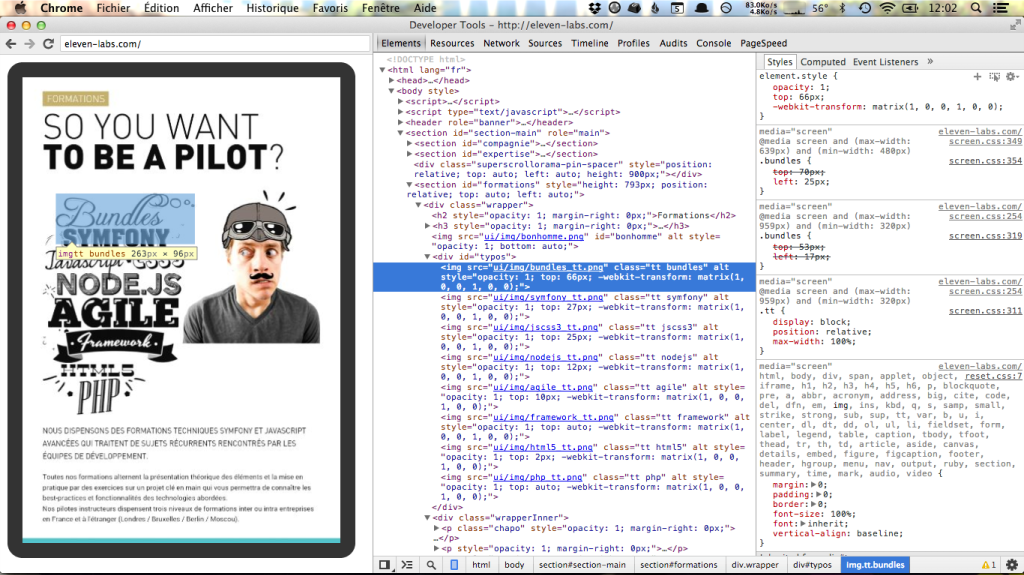 Chrome Fichier Édition Afficher Historique Favoris Fenêtre Aide
83.0K/s
4.8K/s
56° 12:02
Developer Tools - http://eleven-labs.com/
eleven-labs.com/
Elements Resources Network Sources Timeline Profiles Audits Console PageSpeed
FORMATIONS
SO YOU WANT
TO BE A PILOT?
Bundles
SYMFONY
imgtt bundles 263px × 96px
Javascript CSS3
NODE.JS
AGILE
Framework
HTML5
PHP
NOUS DISPENSONS DES FORMATIONS TECHNIQUES SYMFONY ET JAVASCRIPT
AVANCÉES QUI TRAITENT DE SUJETS RÉCURRENTS RENCONTRÉS PAR LES
ÉQUIPES DE DÉVELOPPEMENT.
Toutes nos formations alternent la présentation théorique des éléments et la mise en
pratique par des exercices sur un projet clé en main qui vous permettra de connaître les
best-practices et fonctionnalités des technologies abordées.
Nos pilotes instructeurs dispensent trois niveaux de formations inter ou intra entreprises
en France et à l'étranger (Londres / Bruxelles / Berlin / Moscou).
<!DOCTYPE html>
<html lang="fr">
<head>…</head>
<body style>
<script>…</script>
<script type="text/javascript">…</script>
<header role="banner">…</header>
<section id="section-main" role="main">
<section id="compagnie">…</section>
<section id="expertise">…</section>
<div class="superscrollorama-pin-spacer" style="position:
relative; top: auto; left: auto; height: 900px;"></div>
<section id="formations" style="height: 793px; position:
relative; top: auto; left: auto;">
<div class="wrapper">
<h2 style="opacity: 1; margin-right: 0px;">Formations</h2>
<h3 style="opacity: 1; margin-right: 0px;">…</h3>
<img src="ui/img/bonhomme.png" id="bonhomme" alt style=
"opacity: 1; bottom: auto;">
<div id="typos">
<img src="ui/img/bundles_tt.png" class="tt bundles" alt
style="opacity: 1; top: 66px; -webkit-transform: matrix(1,
0, 0, 1, 0, 0);">
<img src="ui/img/symfony_tt.png" class="tt symfony" alt
style="opacity: 1; top: 27px; -webkit-transform: matrix(1,
0, 0, 1, 0, 0);">
<img src="ui/img/jscss3_tt.png" class="tt jscss3" alt
style="opacity: 1; top: 25px; -webkit-transform: matrix(1,
0, 0, 1, 0, 0);">
<img src="ui/img/nodejs_tt.png" class="tt nodejs" alt
style="opacity: 1; top: 12px; -webkit-transform: matrix(1,
0, 0, 1, 0, 0);">
<img src="ui/img/agile_tt.png" class="tt agile" alt style=
"opacity: 1; top: 10px; -webkit-transform: matrix(1, 0, 0,
1, 0, 0);">
<img src="ui/img/framework_tt.png" class="tt framework" alt
style="opacity: 1; top: auto; -webkit-transform: matrix(1,
0, 0, 1, 0, 0);">
<img src="ui/img/html5_tt.png" class="tt html5" alt style=
"opacity: 1; top: 2px; -webkit-transform: matrix(1, 0, 0,
1, 0, 0);">
<img src="ui/img/php_tt.png" class="tt php" alt style=
"opacity: 1; top: auto; -webkit-transform: matrix(1, 0, 0,
1, 0, 0);">
</div>
<div class="wrapperInner">
<p class="chapo" style="opacity: 1; margin-right: 0px;">
…</p>
<p style="opacity: 1; margin-right: 0px;">…</p>
html body section#section-main section#formations div.wrapper div#typos img.tt.bundles
1
Styles Computed Event Listeners »
element.style {
opacity: 1;
top: 66px;
-webkit-transform: matrix(1, 0, 0, 1, 0, 0);
}
media="screen" eleven-labs.com/
@media screen and (max-width: screen.css:349
639px) and (min-width: 480px)
.bundles { screen.css:354
top: 70px;
left: 25px;
}
media="screen" eleven-labs.com/
@media screen and (max-width: screen.css:254
959px) and (min-width: 320px)
.bundles { screen.css:319
top: 53px;
left: 17px;
}
media="screen" eleven-labs.com/
@media screen and (max-width: screen.css:254
959px) and (min-width: 320px)
.tt { screen.css:311
display: block;
position: relative;
max-width: 100%;
}
media="screen" eleven-labs.com/
html, body, div, span, applet, object, reset.css:7
iframe, h1, h2, h3, h4, h5, h6, p, blockquote,
pre, a, abbr, acronym, address, big, cite, code,
del, dfn, em, img, ins, kbd, q, s, samp, small,
strike, strong, sub, sup, tt, var, b, u, i,
center, dl, dt, dd, ol, ul, li, fieldset, form,
label, legend, table, caption, tbody, tfoot,
thead, tr, th, td, article, aside, canvas,
details, embed, figure, figcaption, footer,
header, hgroup, menu, nav, output, ruby, section,
summary, time, mark, audio, video {
margin: 0;
padding: 0;
border: 0;
font-size: 100%;
font: inherit;
vertical-align: baseline;
}